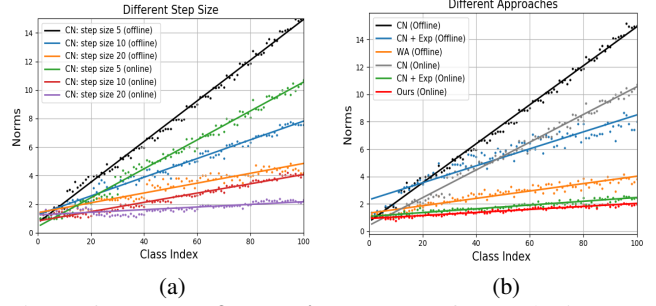 Different Step Size
CN: step size 5 (offline)
CN: step size 10 (offline)
CN: step size 20 (offline)
CN: step size 5 (online)
CN: step size 10 (online)
CN: step size 20 (online)
Norms
14
12
10
8
6
4
2
0
0
20
40
60
80
100
Class Index
(a)
Different Approaches
CN (Offline)
CN + Exp (Offline)
WA (Offline)
CN (Online)
CN + Exp (Online)
Ours (Online)
Norms
14
12
10
8
6
4
2
0
0
20
40
60
80
100
Class Index
(b)